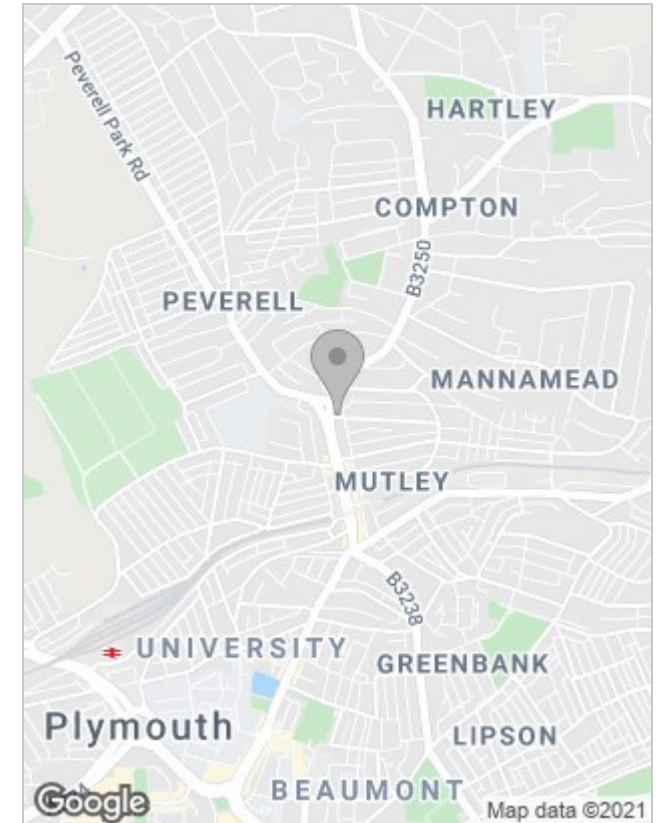 Peverell Park Rd
HARTLEY
COMPTON
B3250
PEVERELL
MANNAMEAD
MUTLEY
B3238
UNIVERSITY
GREENBANK
Plymouth
LIPSON
BEAUMONT
Google
Map data ©2021